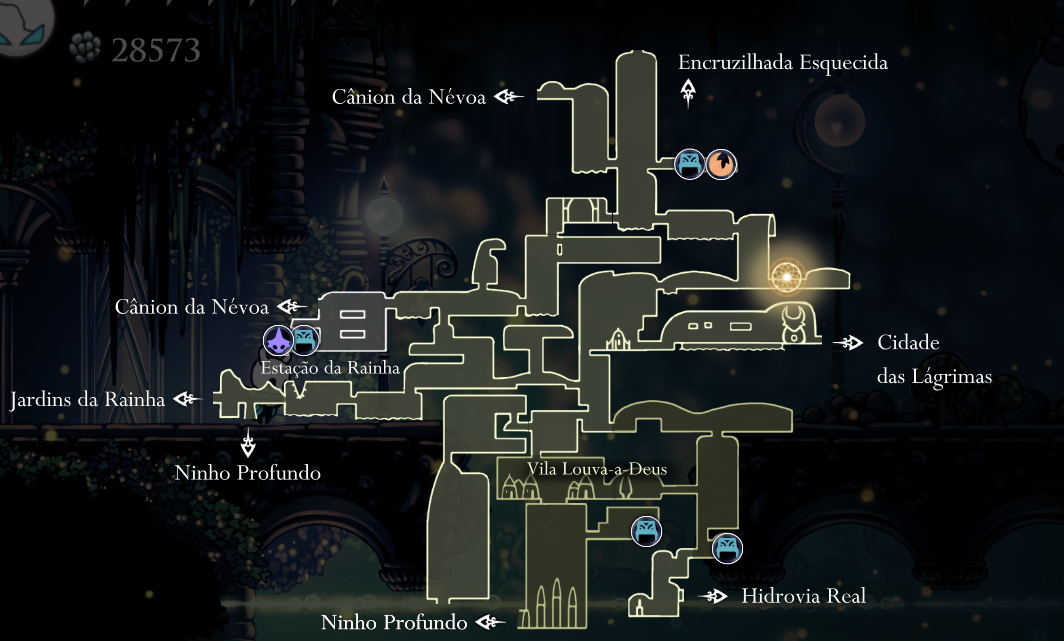 28573
Encruzilhada Esquecida
Cânion da Névoa
Cânion da Névoa
Cidade
das Lágrimas
Estação da Rainha
Jardins da Rainha
Ninho Profundo
Vila Louva-a-Deus
Hidrovia Real
Ninho Profundo